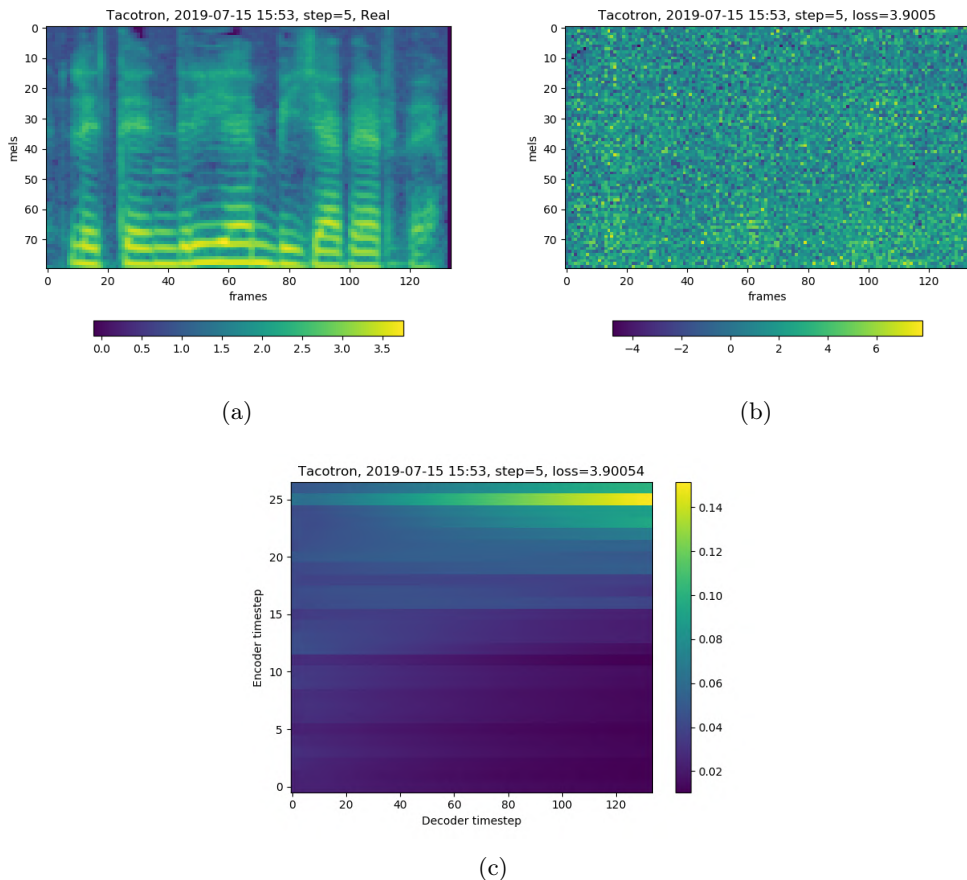 Tacotron, 2019-07-15 15:53, step=5, Real
0
10
20
30
40
50
60
70
mels
0 20 40 60 80 100 120
frames
0.0 0.5 1.0 1.5 2.0 2.5 3.0 3.5
(a)
Tacotron, 2019-07-15 15:53, step=5, loss=3.9005
0
10
20
30
40
50
60
70
mels
0 20 40 60 80 100 120
frames
−4 −2 0 2 4 6
(b)
Tacotron, 2019-07-15 15:53, step=5, loss=3.90054
25
20
15
10
5
0
Encoder timestep
0 20 40 60 80 100 120
Decoder timestep
0.14
0.12
0.10
0.08
0.06
0.04
0.02
(c)